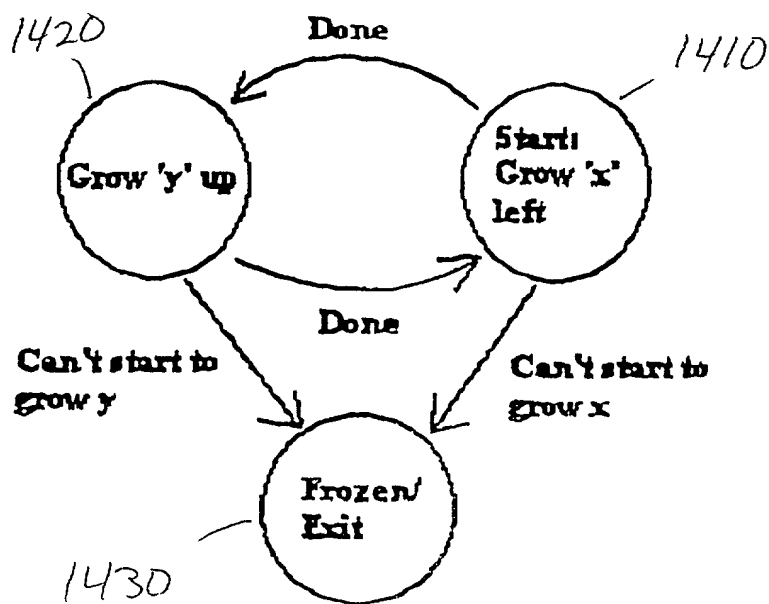 1420
Done
1410
Grow 'y' up
Start:
Grow 'x'
left
Done
Can't start to
grow y
Can't start to
grow x
Frozen/
Exit
1430